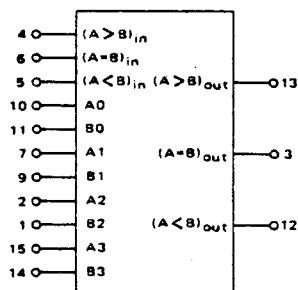 4 (A>B)in
6 (A=B)in
5 (A<B)in (A>B)out 13
10 A0
11 B0
7 A1 (A=B)out 3
9 B1
2 A2
1 B2 (A<B)out 12
15 A3
14 B3